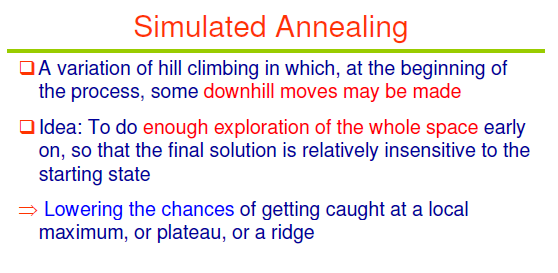 Simulated Annealing
❑ A variation of hill climbing in which, at the beginning of
the process, some downhill moves may be made
❑ Idea: To do enough exploration of the whole space early
on, so that the final solution is relatively insensitive to the
starting state
⇒ Lowering the chances of getting caught at a local
maximum, or plateau, or a ridge